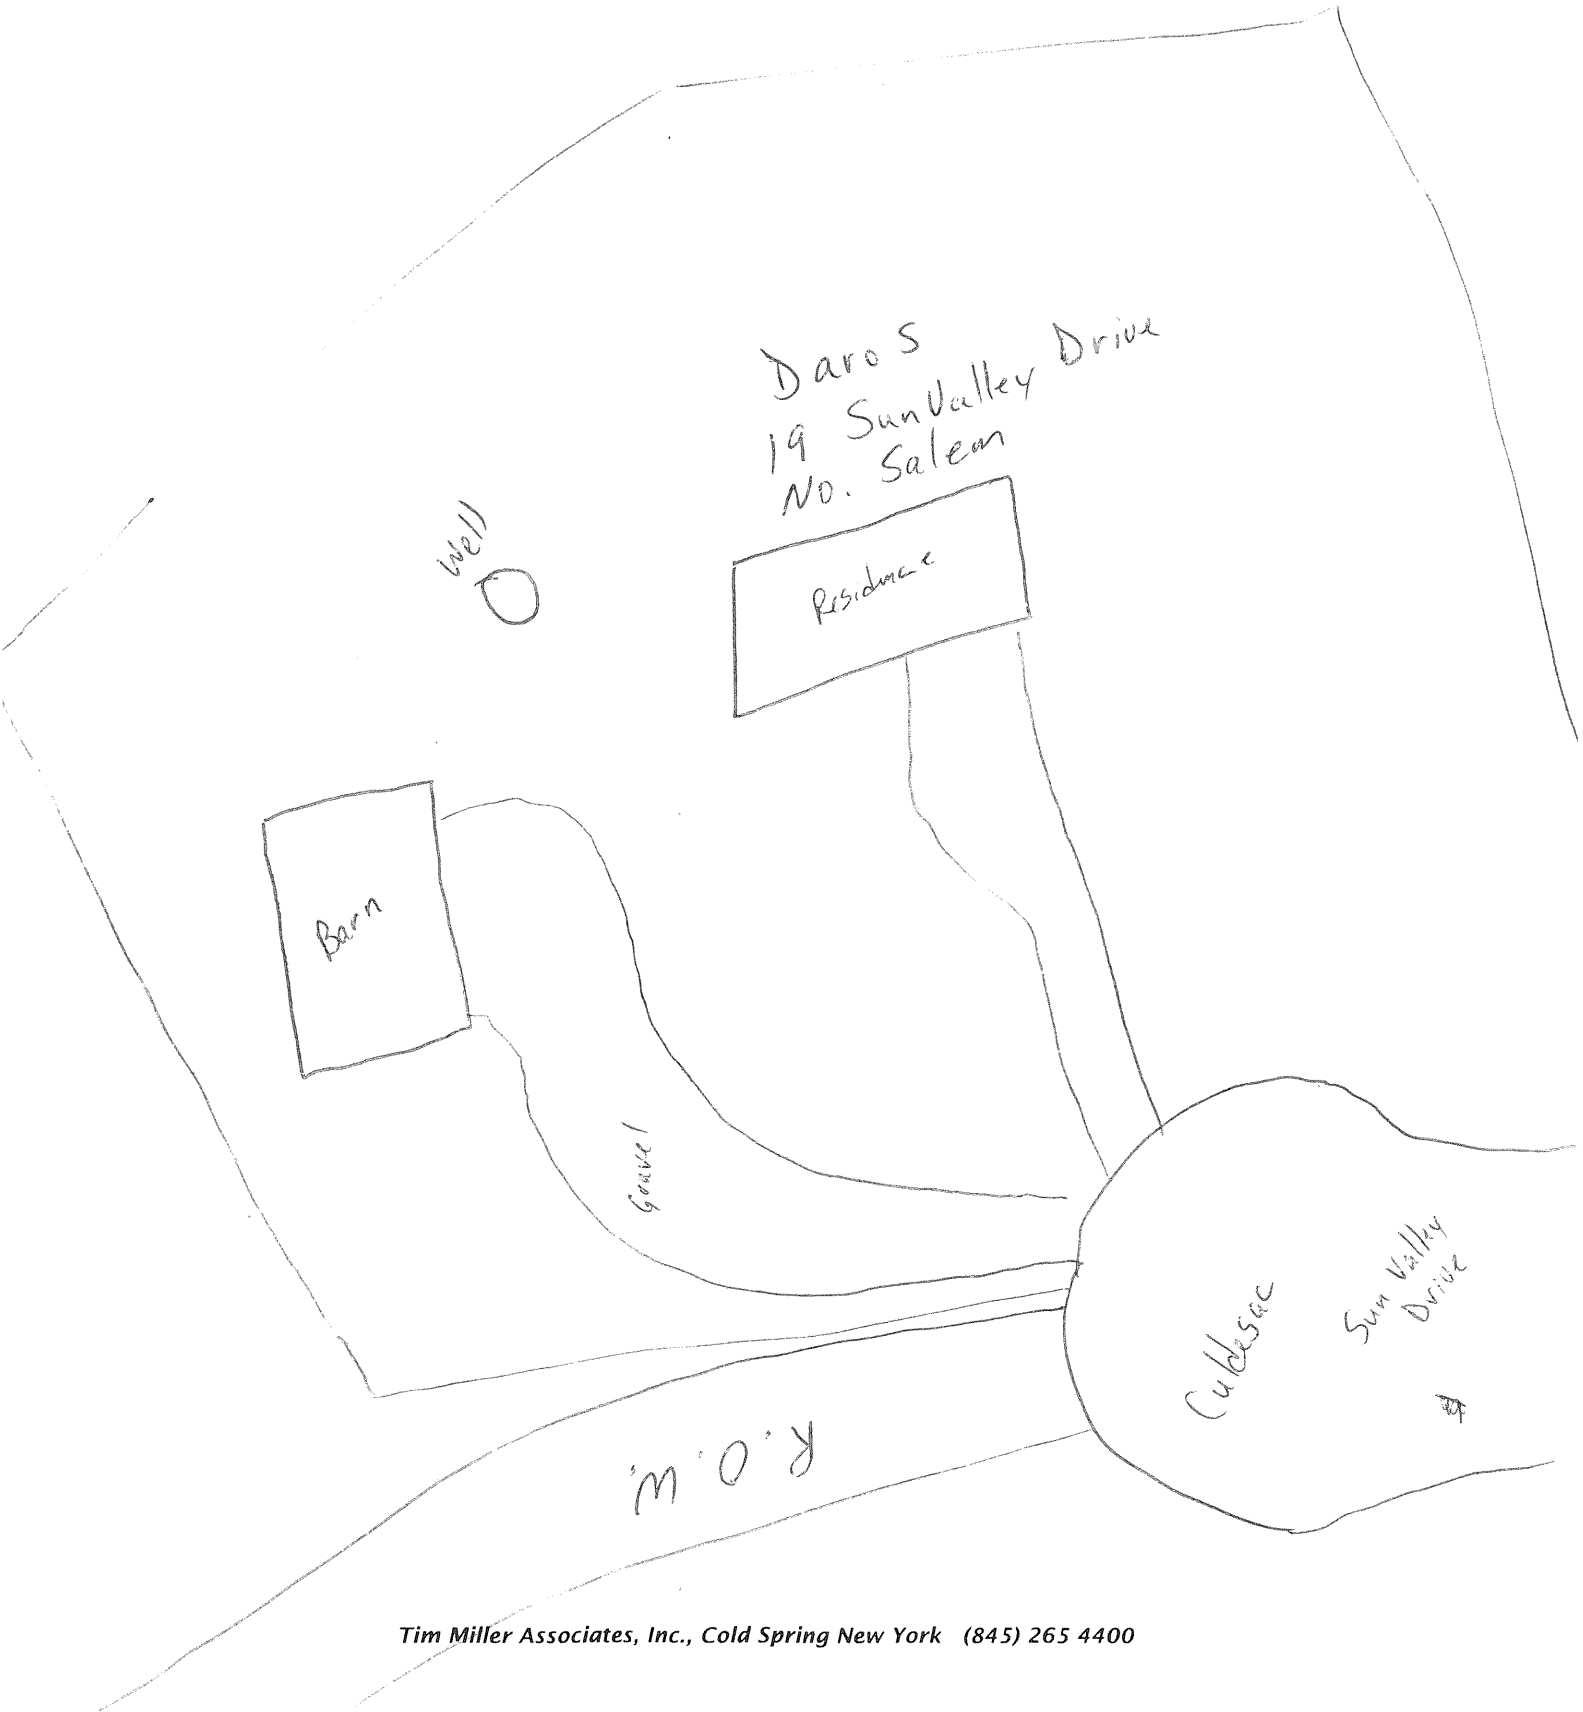 Daros
19 Sun Valley Drive
No. Salem
Well
Residence
Barn
Gravel
Sun Valley
Drive
Culdesac
R.O.W.
Tim Miller Associates, Inc., Cold Spring New York (845) 265 4400